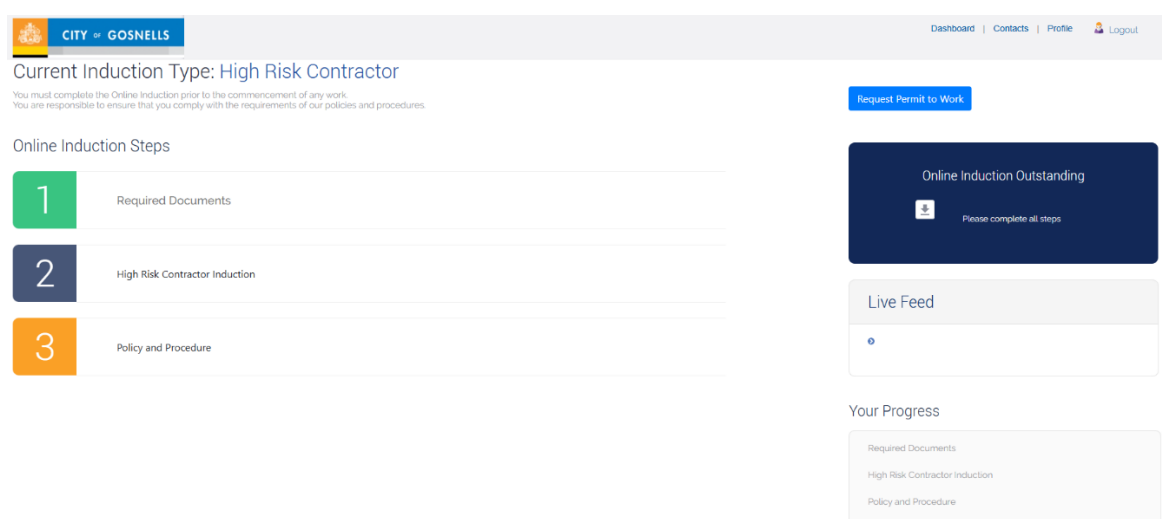 CITY OF GOSNELLS
Dashboard | Contacts | Profile Logout
Current Induction Type: High Risk Contractor
You must complete the Online Induction prior to the commencement of any work.
You are responsible to ensure that you comply with the requirements of our policies and procedures.
Request Permit to Work
Online Induction Steps
1 Required Documents
2 High Risk Contractor Induction
3 Policy and Procedure
Online Induction Outstanding
Please complete all steps
Live Feed
Your Progress
Required Documents
High Risk Contractor Induction
Policy and Procedure